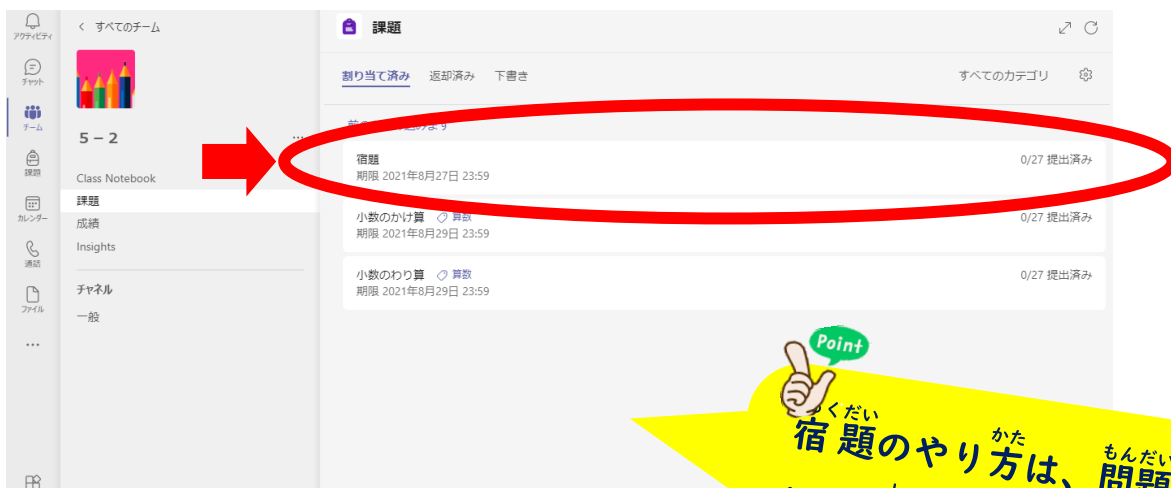 アクティビティ
チャット
チーム
課題
カレンダー
通話
ファイル
…
< すべてのチーム
5-2
…
Class Notebook
課題
成績
Insights
チャネル
一般
課題
割り当て済み 返却済み 下書き すべてのカテゴリ
宿題 0/27 提出済み
期限 2021年8月27日 23:59
小数のかけ算 算数 0/27 提出済み
期限 2021年8月29日 23:59
小数のわり算 算数 0/27 提出済み
期限 2021年8月29日 23:59
Point
くだい かた もんだい
宿題のやり方は、問題